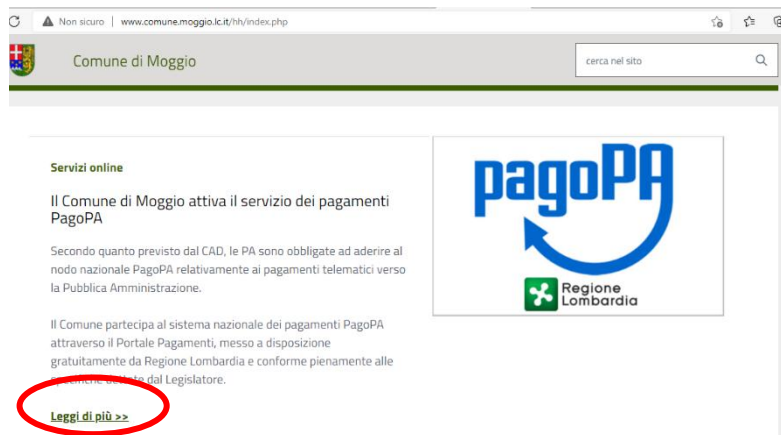 Non sicuro | www.comune.moggio.lc.it/hh/index.php
Comune di Moggio
cerca nel sito
Servizi online
Il Comune di Moggio attiva il servizio dei pagamenti
PagoPA
Secondo quanto previsto dal CAD, le PA sono obbligate ad aderire al
nodo nazionale PagoPA relativamente ai pagamenti telematici verso
la Pubblica Amministrazione.
Il Comune partecipa al sistema nazionale dei pagamenti PagoPA
attraverso il Portale Pagamenti, messo a disposizione
gratuitamente da Regione Lombardia e conforme pienamente alle
specifiche dettate dal Legislatore.
Leggi di più >>
pagoPA
Regione
Lombardia